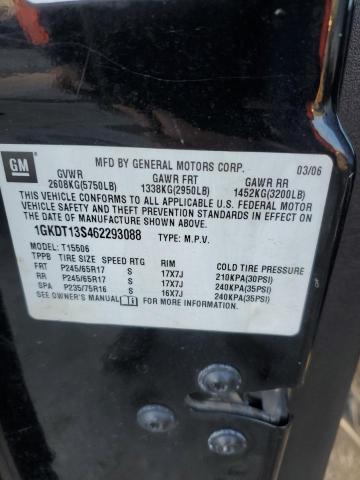 GM
MFD BY GENERAL MOTORS CORP. 03/06
GVWR GAWR FRT GAWR RR
2608KG(5750LB) 1338KG(2950LB) 1452KG(3200LB)
THIS VEHICLE CONFORMS TO ALL APPLICABLE U.S. FEDERAL MOTOR
VEHICLE SAFETY AND THEFT PREVENTION STANDARDS IN EFFECT ON
THE DATE OF MANUFACTURE SHOWN ABOVE.
1GKDT13S462293088 TYPE: M.P.V.
MODEL: T15506
TPPB TIRE SIZE SPEED RTG RIM COLD TIRE PRESSURE
FRT P245/65R17 S 17X7J 210KPA(30PSI)
RR P245/65R17 S 17X7J 240KPA(35PSI)
SPA P235/75R16 S 16X7J 240KPA(35PSI)
SEE OWNER'S MANUAL FOR MORE INFORMATION.